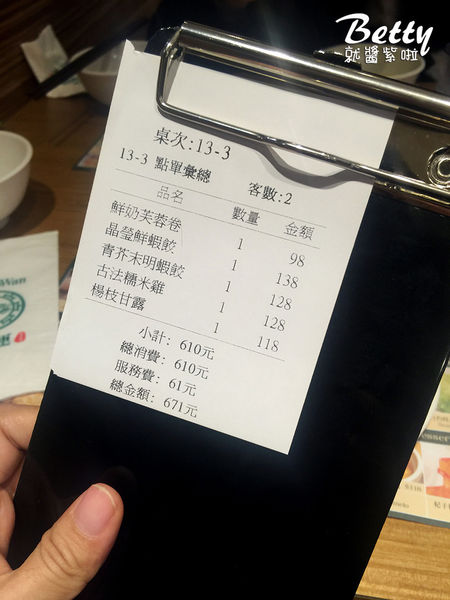 Betty
就醬紫啦
桌次:13-3
13-3 點單彙總 客數:2
品名 數量 金額
鮮奶芙蓉卷 1 98
晶瑩鮮蝦餃 1 138
青芥末明蝦餃 1 128
古法糯米雞 1 128
楊枝甘露 1 118
小計: 610元
總消費: 610元
服務費: 61元
總金額: 671元
Wan